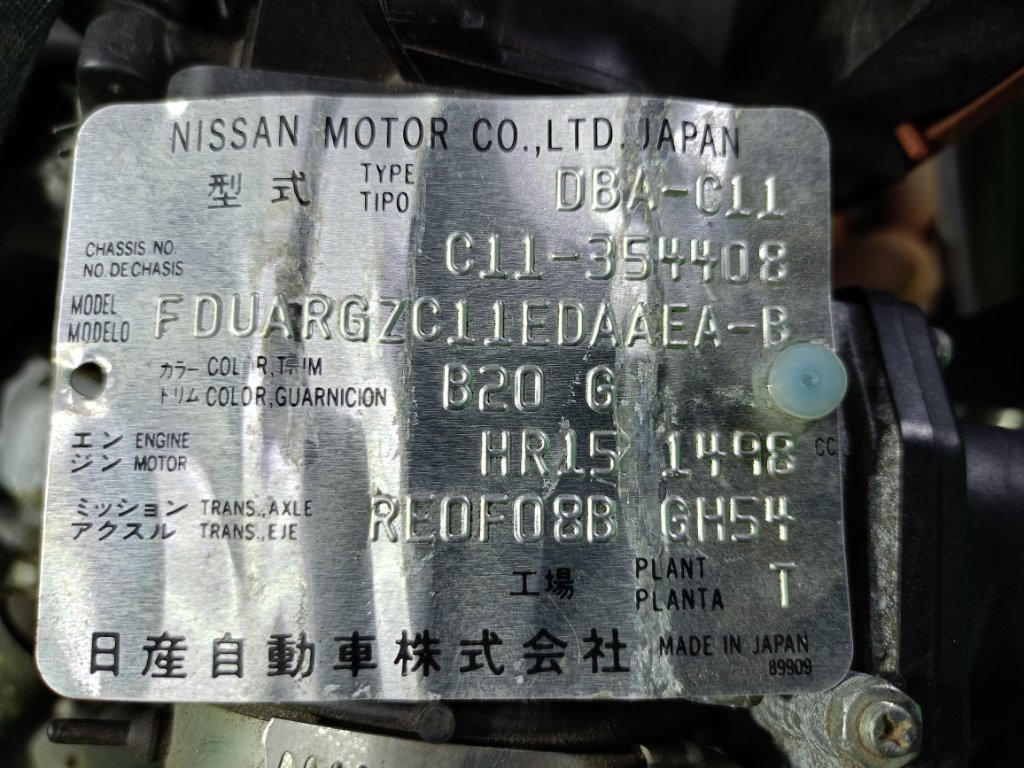 NISSAN MOTOR CO.,LTD. JAPAN
型式 TYPE TIPO DBA-C11
CHASSIS NO. NO. DE CHASIS C11-354408
MODEL MODELO FDUARGZC11EDAAEA-B
カラー COLOR,TRIM
トリム COLOR,GUARNICION B20 G
エン ENGINE
ジン MOTOR HR15 1498 CC
ミッション TRANS.,AXLE
アクスル TRANS.,EJE RE0F08B GH54
工場 PLANT PLANTA T
日産自動車株式会社 MADE IN JAPAN
89909